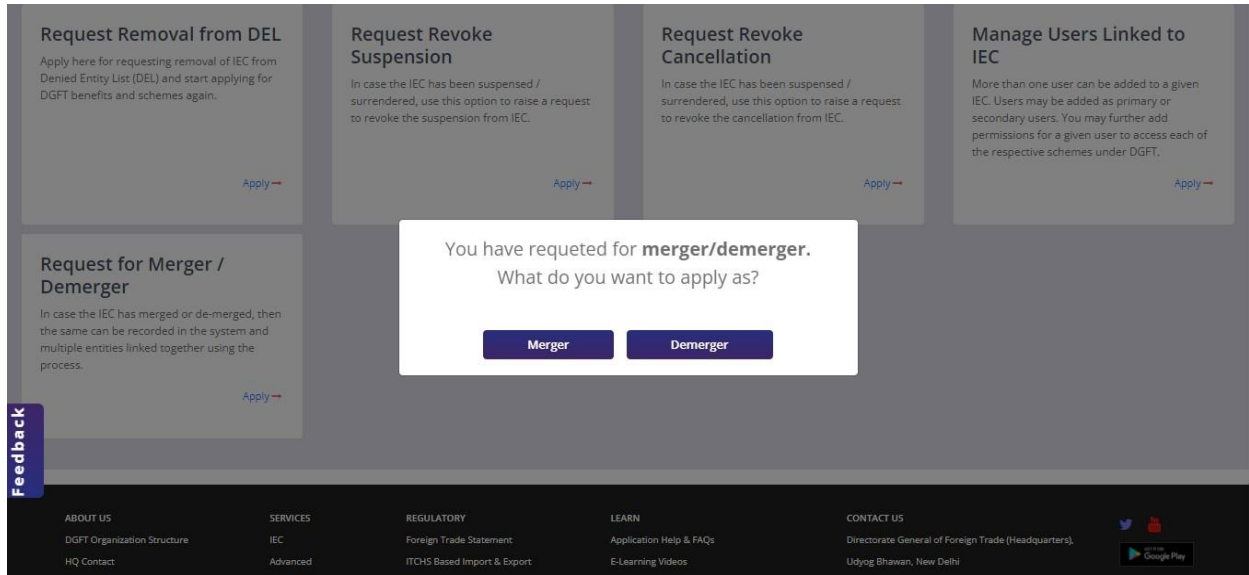 Request Removal from DEL
Apply here for requesting removal of IEC from
Denied Entity List (DEL) and start applying for
DGFT benefits and schemes again.
Apply→
Request Revoke
Suspension
In case the IEC has been suspended /
surrendered, use this option to raise a request
to revoke the suspension from IEC.
Apply→
Request Revoke
Cancellation
In case the IEC has been suspended /
surrendered, use this option to raise a request
to revoke the cancellation from IEC.
Apply→
Manage Users Linked to
IEC
More than one user can be added to a given
IEC. Users may be added as primary or
secondary users. You may further add
permissions for a given user to access each of
the respective schemes under DGFT.
Apply→
Request for Merger /
Demerger
In case the IEC has merged or de-merged, then
the same can be recorded in the system and
multiple entities linked together using the
process.
Apply→
You have requeted for merger/demerger.
What do you want to apply as?
Merger
Demerger
Feedback
ABOUT US
DGFT Organization Structure
HQ Contact
SERVICES
IEC
Advanced
REGULATORY
Foreign Trade Statement
ITCHS Based Import & Export
LEARN
Application Help & FAQs
E-Learning Videos
CONTACT US
Directorate General of Foreign Trade (Headquarters),
Udyog Bhawan, New Delhi
Google Play